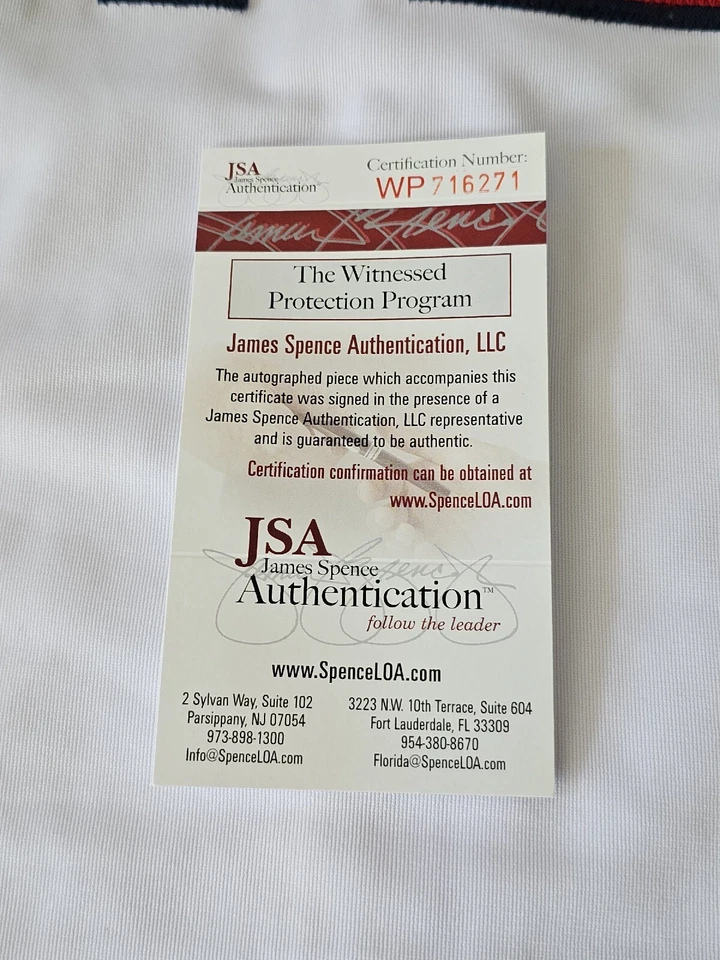 JSA
James Spence
Authentication
Certification Number:
WP 716271
James Spence
The Witnessed
Protection Program
James Spence Authentication, LLC
The autographed piece which accompanies this
certificate was signed in the presence of a
James Spence Authentication, LLC representative
and is guaranteed to be authentic.
Certification confirmation can be obtained at
www.SpenceLOA.com
JSA
James Spence
Authentication™
follow the leader
www.SpenceLOA.com
2 Sylvan Way, Suite 102
Parsippany, NJ 07054
973-898-1300
Info@SpenceLOA.com
3223 N.W. 10th Terrace, Suite 604
Fort Lauderdale, FL 33309
954-380-8670
Florida@SpenceLOA.com